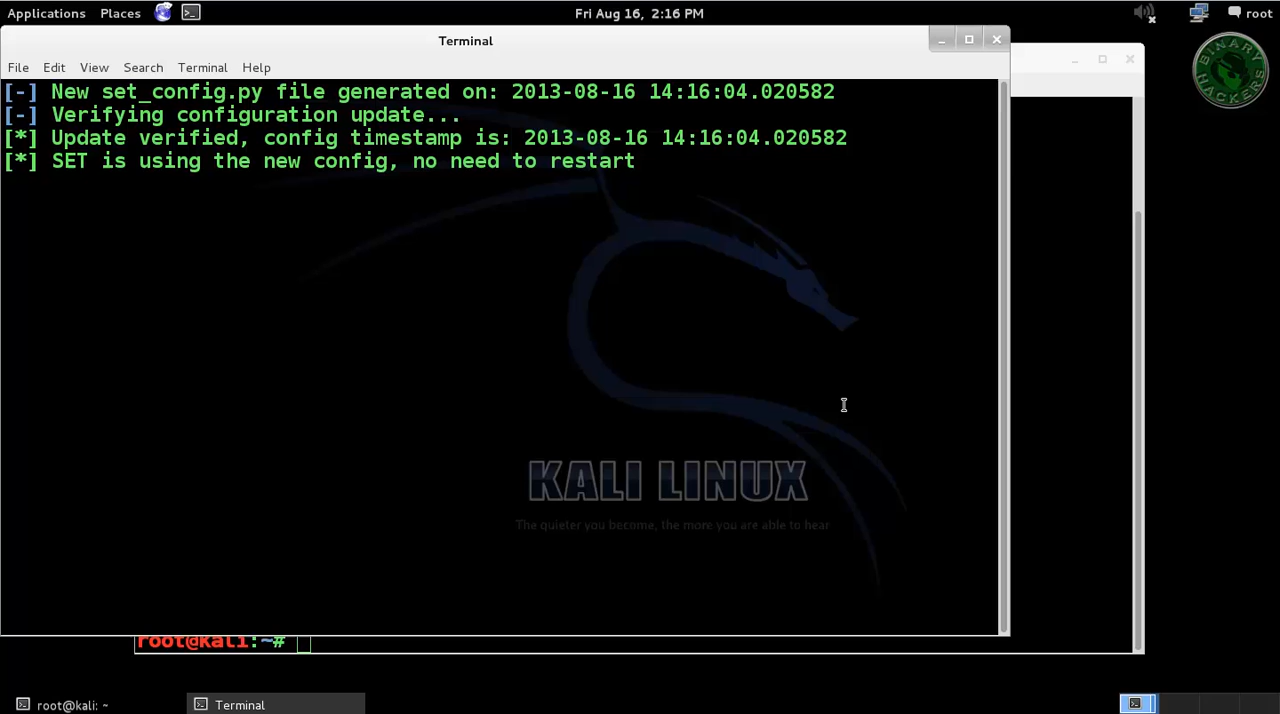 Applications Places Fri Aug 16, 2:16 PM root
Terminal
File Edit View Search Terminal Help
[-] New set_config.py file generated on: 2013-08-16 14:16:04.020582
[-] Verifying configuration update...
[*] Update verified, config timestamp is: 2013-08-16 14:16:04.020582
[*] SET is using the new config, no need to restart
BINARY
HACKERS
KALI LINUX
The quieter you become, the more you are able to hear
root@kali:~#
root@kali: ~ Terminal